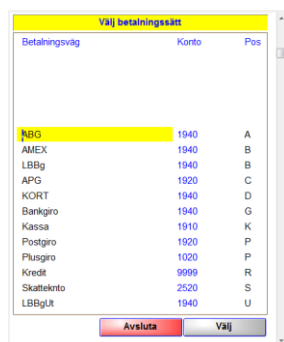 Välj betalningssätt
Betalningsväg Konto Pos
ABG 1940 A
AMEX 1940 B
LBBg 1940 B
APG 1920 C
KORT 1940 D
Bankgiro 1940 G
Kassa 1910 K
Postgiro 1920 P
Plusgiro 1020 P
Kredit 9999 R
Skatteknto 2520 S
LBBgUt 1940 U
Avsluta Välj